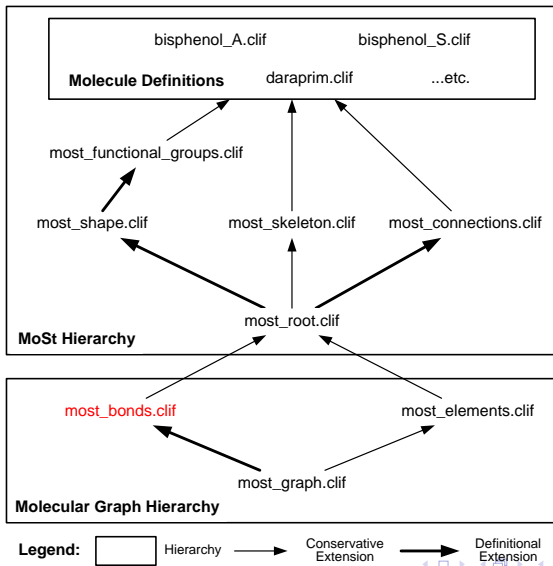 bisphenol_A.clif bisphenol_S.clif
Molecule Definitions daraprim.clif ...etc.
most_functional_groups.clif
most_shape.clif most_skeleton.clif most_connections.clif
most_root.clif
MoSt Hierarchy
most_bonds.clif most_elements.clif
most_graph.clif
Molecular Graph Hierarchy
Legend: Hierarchy Conservative Extension Definitional Extension